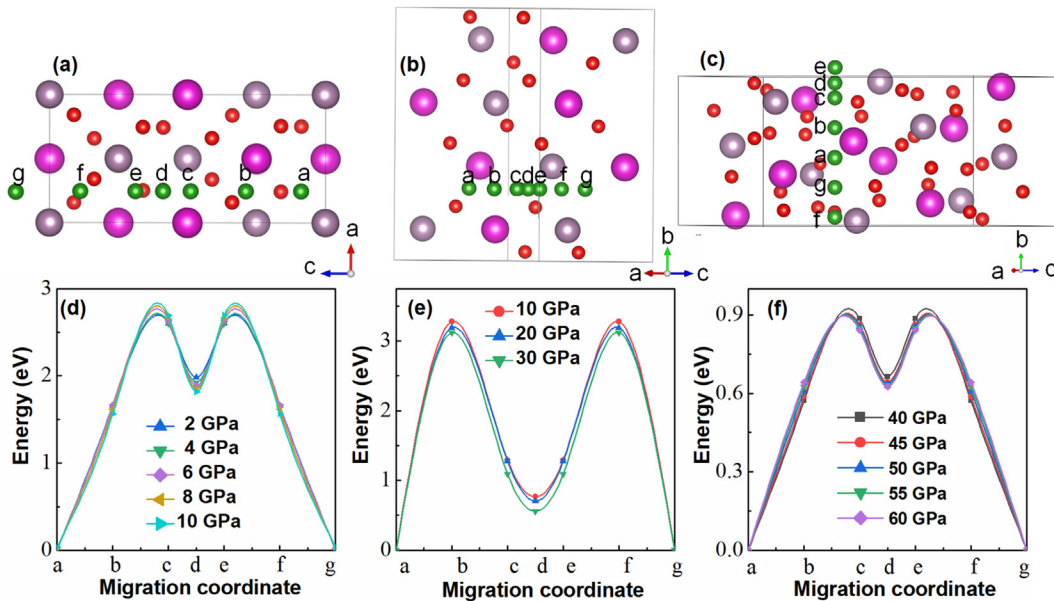 (a)
g f e d c b a
a
c
(b)
a b c d e f g
b
a c
(c)
e
d
c
b
a
g
f
b
a c
(d)
Energy (eV)
3
2
1
0
2 GPa
4 GPa
6 GPa
8 GPa
10 GPa
a b c d e f g
Migration coordinate
(e)
Energy (eV)
3
2
1
0
10 GPa
20 GPa
30 GPa
a b c d e f g
Migration coordinate
(f)
Energy (eV)
0.9
0.6
0.3
0.0
40 GPa
45 GPa
50 GPa
55 GPa
60 GPa
a b c d e f g
Migration coordinate